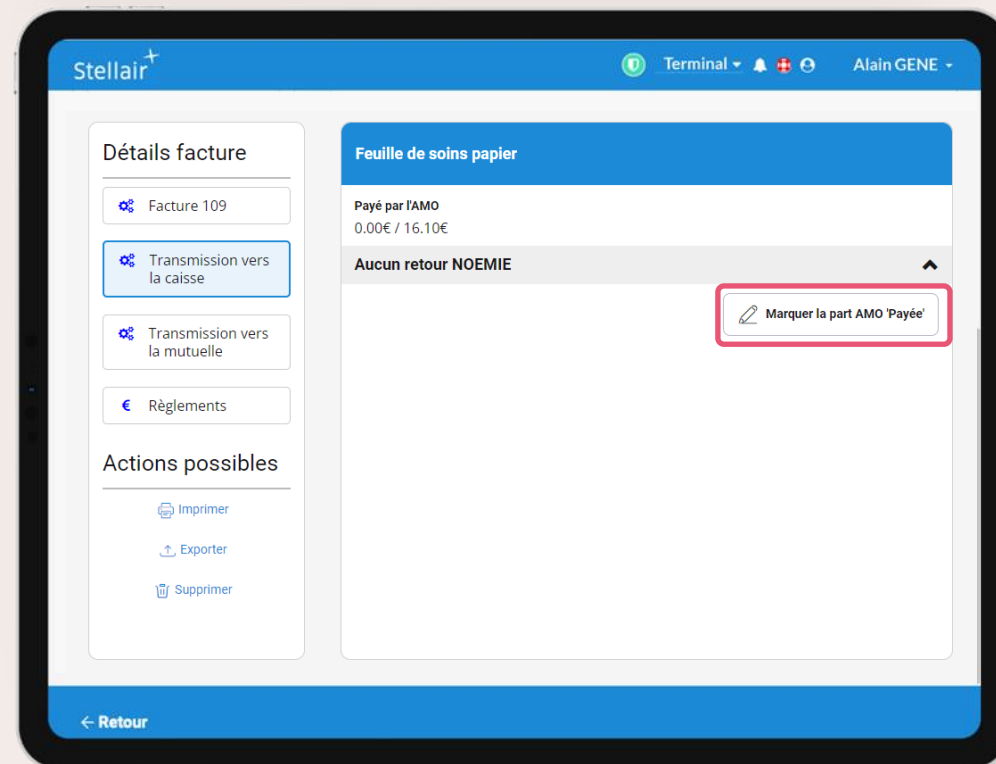 Stellair
Terminal
Alain GENE
Détails facture
Facture 109
Transmission vers
la caisse
Transmission vers
la mutuelle
€ Règlements
Actions possibles
Imprimer
Exporter
Supprimer
Feuille de soins papier
Payé par l'AMO
0.00€ / 16.10€
Aucun retour NOEMIE
Marquer la part AMO 'Payée'
← Retour